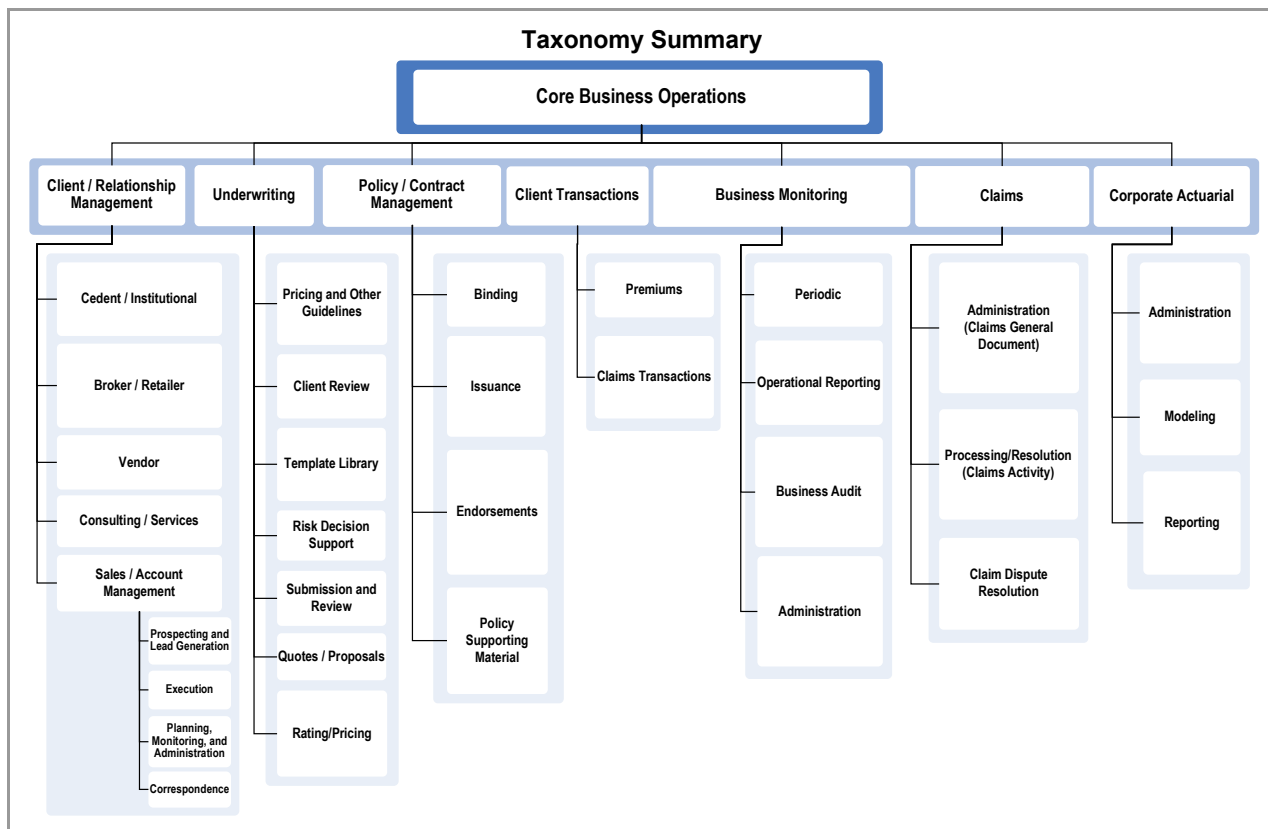 Taxonomy Summary
Core Business Operations
Client / Relationship
Management
Underwriting
Policy / Contract
Management
Client Transactions
Business Monitoring
Claims
Corporate Actuarial
Cedent / Institutional
Broker / Retailer
Vendor
Consulting / Services
Sales / Account
Management
Prospecting and
Lead Generation
Execution
Planning,
Monitoring, and
Administration
Correspondence
Pricing and Other
Guidelines
Client Review
Template Library
Risk Decision
Support
Submission and
Review
Quotes / Proposals
Rating/Pricing
Binding
Issuance
Endorsements
Policy
Supporting
Material
Premiums
Claims Transactions
Periodic
Operational Reporting
Business Audit
Administration
Administration
(Claims General
Document)
Processing/Resolution
(Claims Activity)
Claim Dispute
Resolution
Administration
Modeling
Reporting